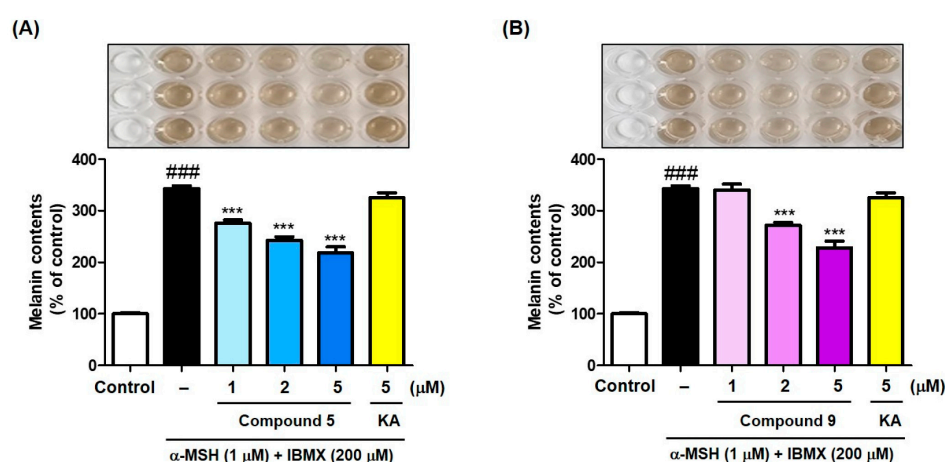 (A)
Melanin contents
(% of control)
400
300
200
100
0
###
***
***
***
Control – 1 2 5 5 (μM)
Compound 5 KA
α-MSH (1 μM) + IBMX (200 μM)
(B)
Melanin contents
(% of control)
400
300
200
100
0
###
***
***
Control – 1 2 5 5 (μM)
Compound 9 KA
α-MSH (1 μM) + IBMX (200 μM)